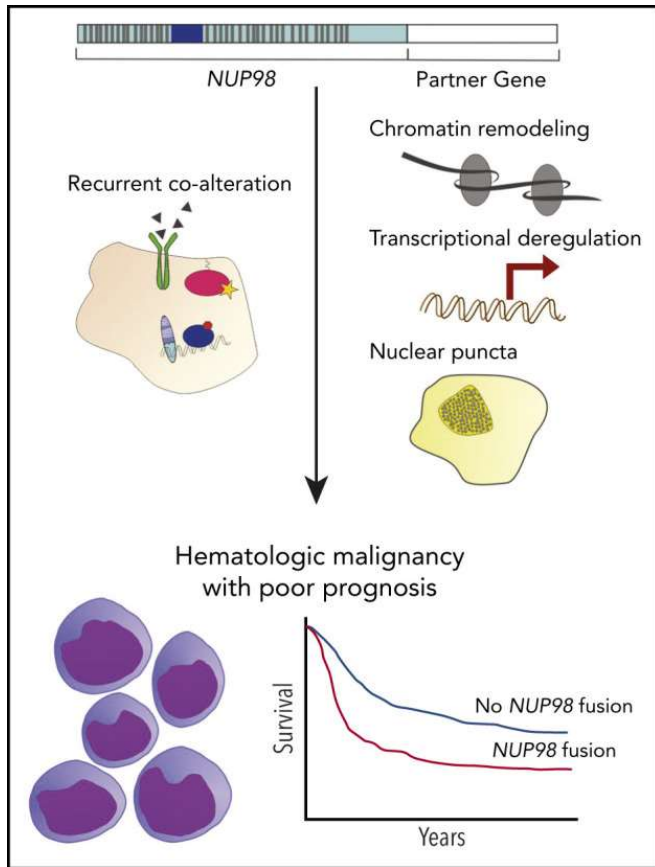 NUP98
Partner Gene
Recurrent co-alteration
Chromatin remodeling
Transcriptional deregulation
Nuclear puncta
Hematologic malignancy
with poor prognosis
Survival
No NUP98 fusion
NUP98 fusion
Years